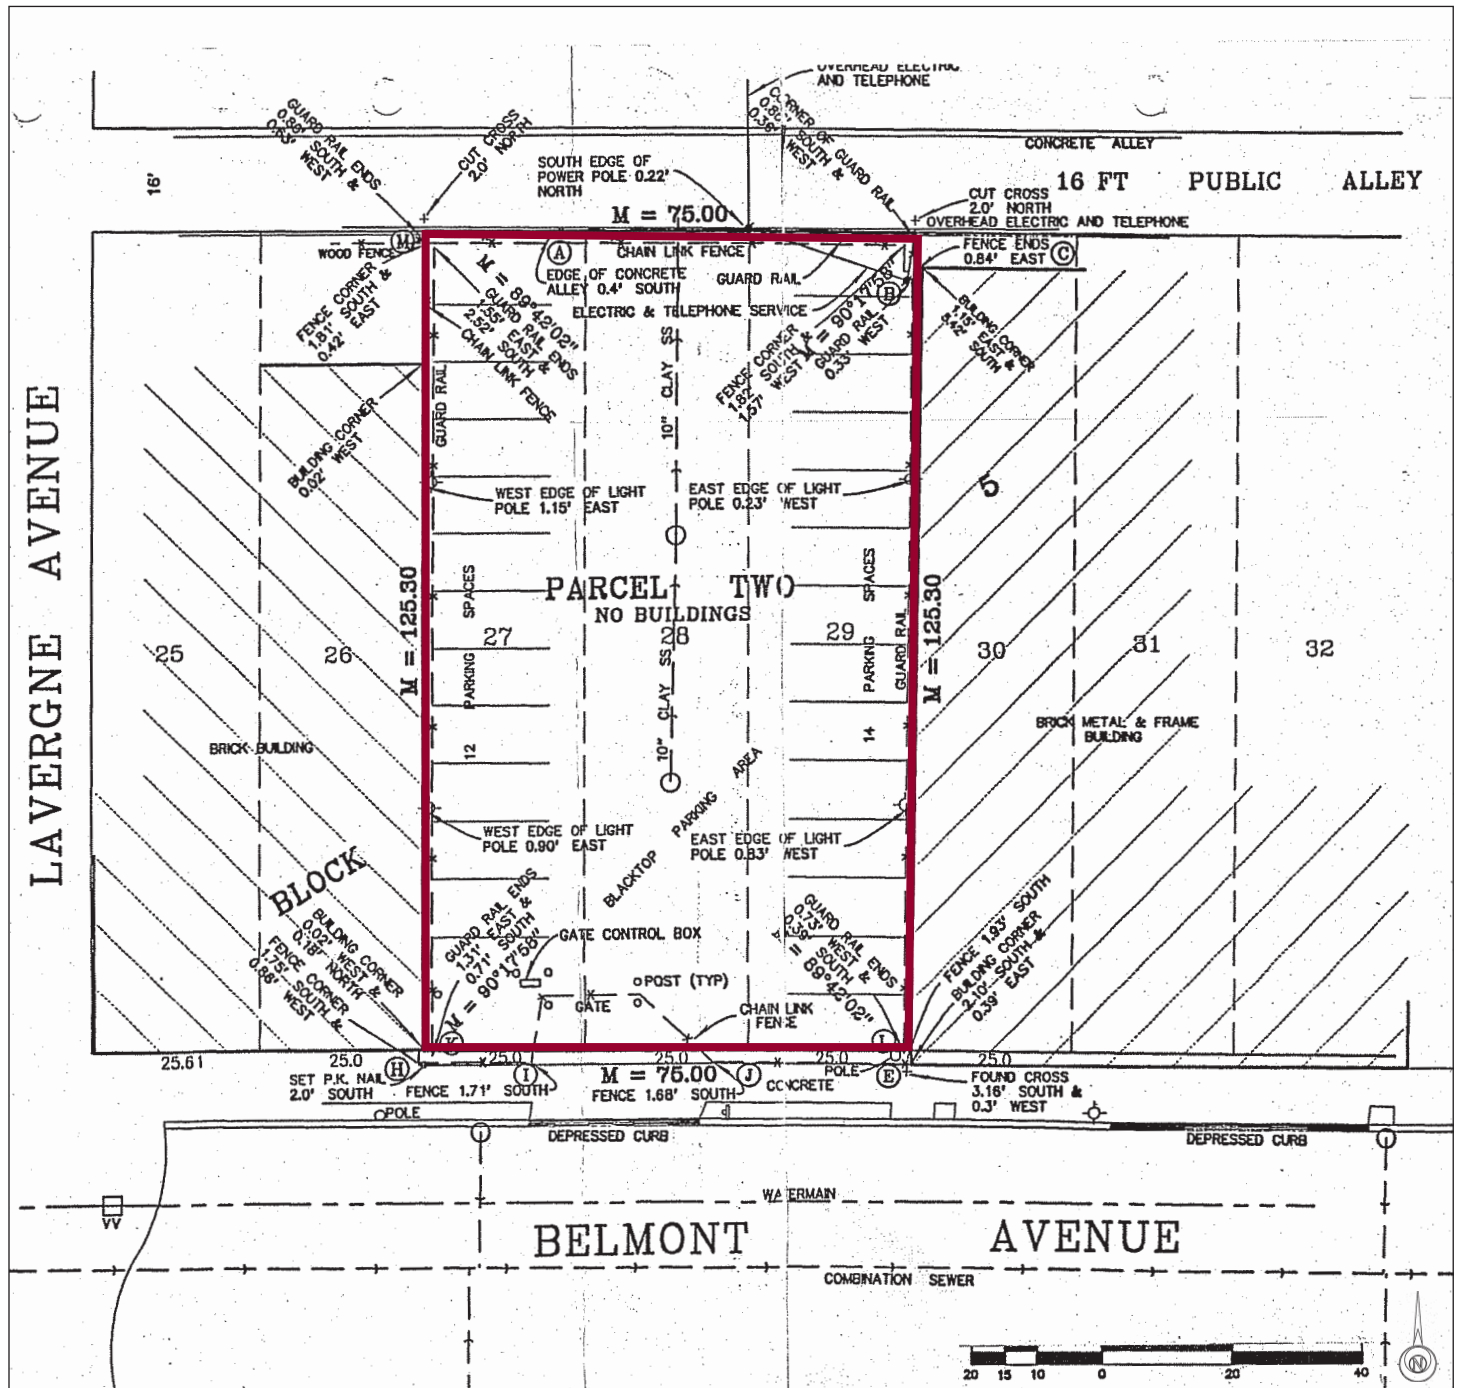 OVERHEAD ELECTRIC
AND TELEPHONE
CONCRETE ALLEY
16 FT PUBLIC ALLEY
16'
GUARD RAIL ENDS
0.88' SOUTH &
WEST
CUT CROSS
2.0' NORTH
SOUTH EDGE OF
POWER POLE 0.22'
NORTH
CORNER OF GUARD RAIL
SOUTH &
WEST
CUT CROSS
2.0' NORTH
OVERHEAD ELECTRIC AND TELEPHONE
M = 75.00
M
WOOD FENCE
A
CHAIN LINK FENCE
FENCE ENDS
0.84' EAST
C
EDGE OF CONCRETE
ALLEY 0.4' SOUTH
GUARD RAIL
B
ELECTRIC & TELEPHONE SERVICE
FENCE CORNER
1.81' SOUTH &
0.42' EAST
M = 89°42'02"
GUARD RAIL ENDS
1.55' EAST &
2.52' SOUTH
CHAIN LINK FENCE
M = 90°17'58"
GUARD RAIL
0.33' WEST
FENCE CORNER
1.82' SOUTH &
1.57' WEST
BUILDING CORNER
1.15' EAST &
5.42' SOUTH
10" CLAY SS
GUARD RAIL
BUILDING CORNER
0.02' WEST
WEST EDGE OF LIGHT
POLE 1.15' EAST
EAST EDGE OF LIGHT
POLE 0.23' WEST
5
LAVERGNE AVENUE
PARCEL TWO
NO BUILDINGS
M = 125.30
12 PARKING SPACES
14 PARKING SPACES
GUARD RAIL
M = 125.30
25
26
27
28
29
30
31
32
10" CLAY SS
BRICK BUILDING
BRICK METAL & FRAME
BUILDING
BLACKTOP PARKING AREA
WEST EDGE OF LIGHT
POLE 0.90' EAST
EAST EDGE OF LIGHT
POLE 0.83' WEST
BLOCK
BUILDING CORNER
0.02' WEST &
0.18' NORTH
FENCE CORNER
1.75' SOUTH &
0.86' WEST
GUARD RAIL ENDS
1.31' EAST &
0.71' SOUTH
M = 90°17'58"
GATE CONTROL BOX
POST (TYP)
GATE
CHAIN LINK
FENCE
GUARD RAIL ENDS
0.73' WEST &
0.39' SOUTH
= 89°42'02"
FENCE 1.93' SOUTH
BUILDING CORNER
2.10' SOUTH &
0.39' EAST
K
L
25.61
25.0
25.0
25.0
25.0
25.0
H
I
J
E
POLE
SET P.K. NAIL
2.0' SOUTH
FENCE 1.71' SOUTH
M = 75.00
FENCE 1.68' SOUTH
CONCRETE
FOUND CROSS
3.16' SOUTH &
0.3' WEST
POLE
DEPRESSED CURB
DEPRESSED CURB
WATERMAIN
VV
BELMONT AVENUE
COMBINATION SEWER
20 15 10 0 20 40
N